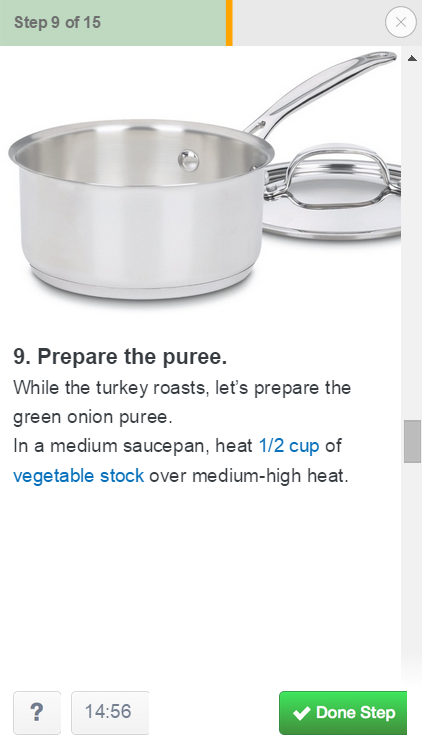 Step 9 of 15
9. Prepare the puree.
While the turkey roasts, let’s prepare the
green onion puree.
In a medium saucepan, heat 1/2 cup of
vegetable stock over medium-high heat.
?
14:56
Done Step